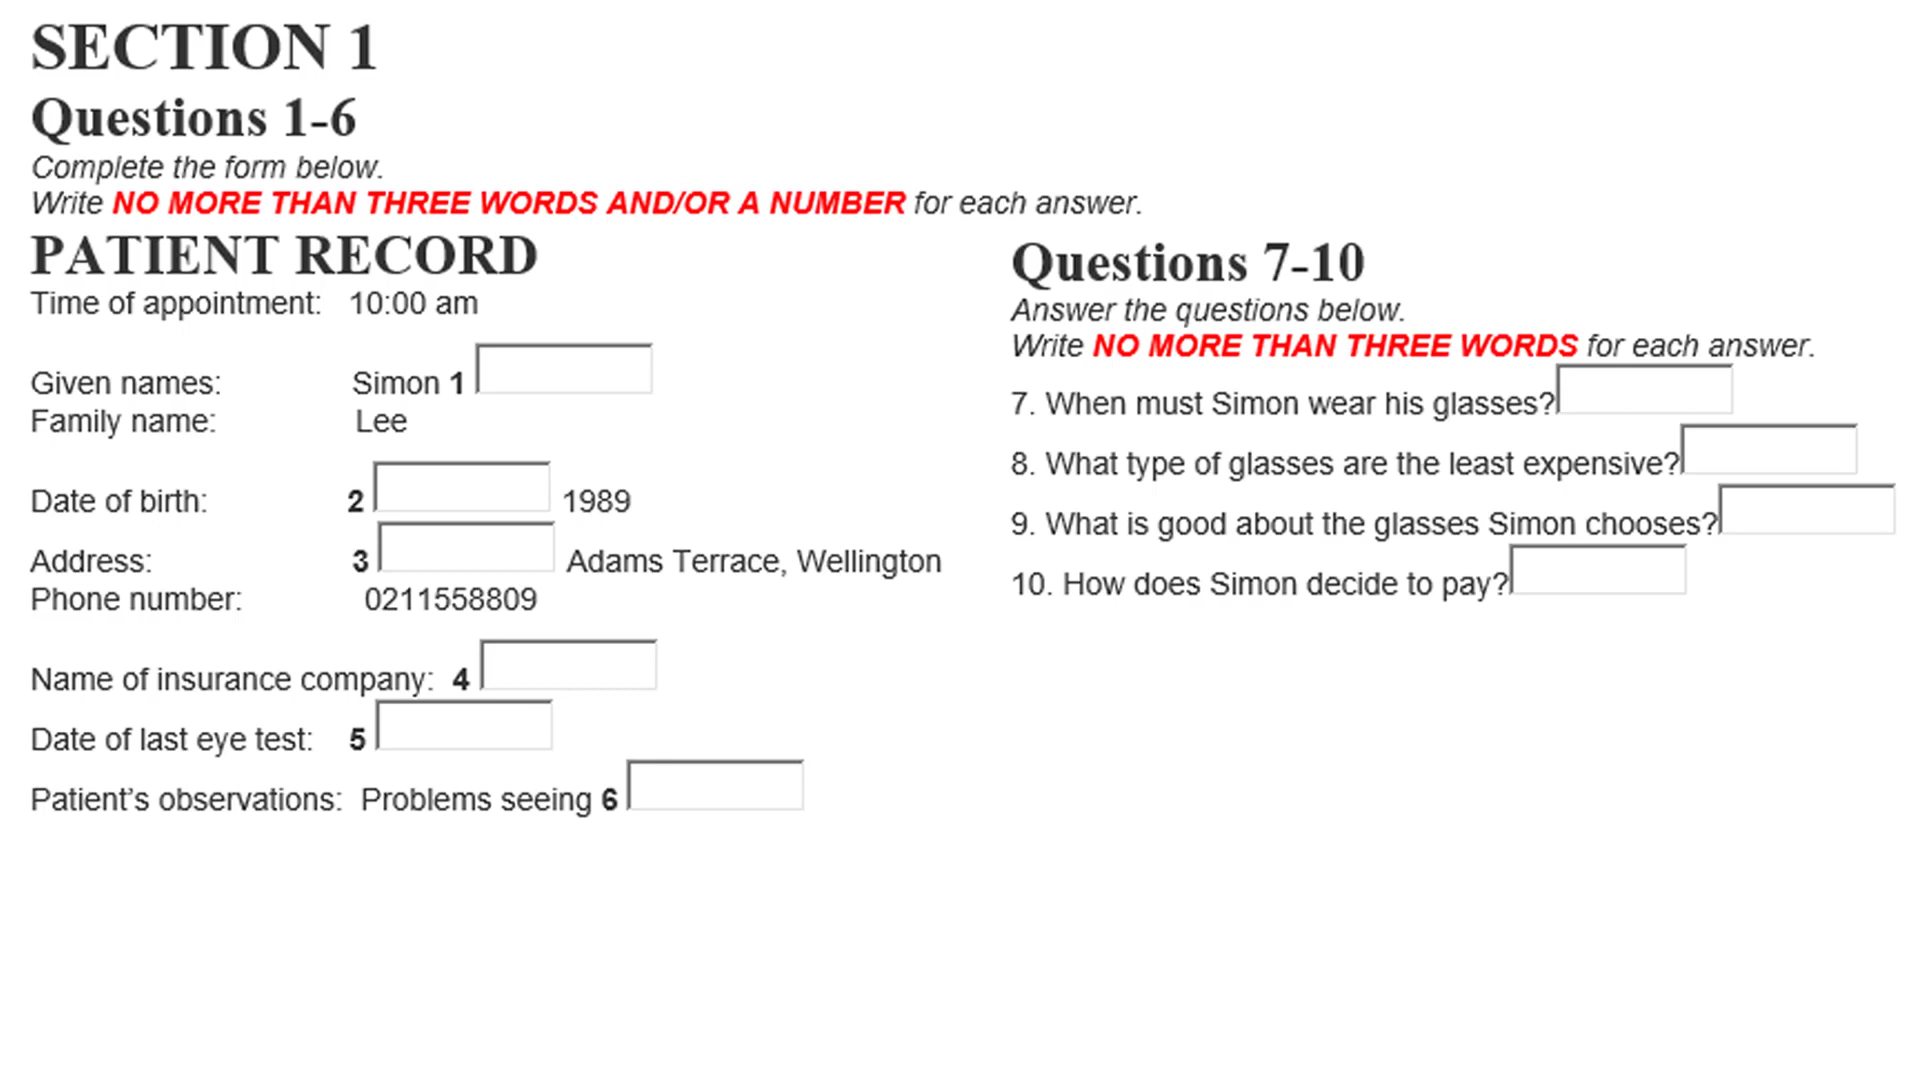 SECTION 1
Questions 1-6
Complete the form below.
Write NO MORE THAN THREE WORDS AND/OR A NUMBER for each answer.
PATIENT RECORD
Time of appointment: 10:00 am
Given names: Simon 1
Family name: Lee
Date of birth: 2 1989
Address: 3 Adams Terrace, Wellington
Phone number: 0211558809
Name of insurance company: 4
Date of last eye test: 5
Patient’s observations: Problems seeing 6
Questions 7-10
Answer the questions below.
Write NO MORE THAN THREE WORDS for each answer.
7. When must Simon wear his glasses?
8. What type of glasses are the least expensive?
9. What is good about the glasses Simon chooses?
10. How does Simon decide to pay?